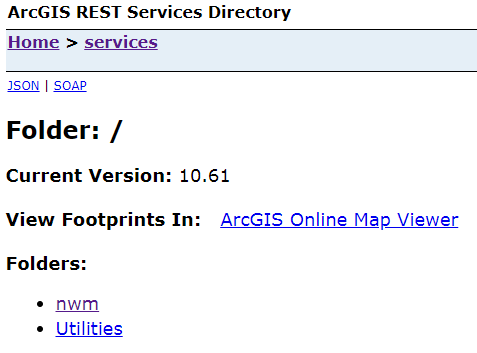 ArcGIS REST Services Directory
Home > services
JSON | SOAP
Folder: /
Current Version: 10.61
View Footprints In: ArcGIS Online Map Viewer
Folders:
• nwm
• Utilities